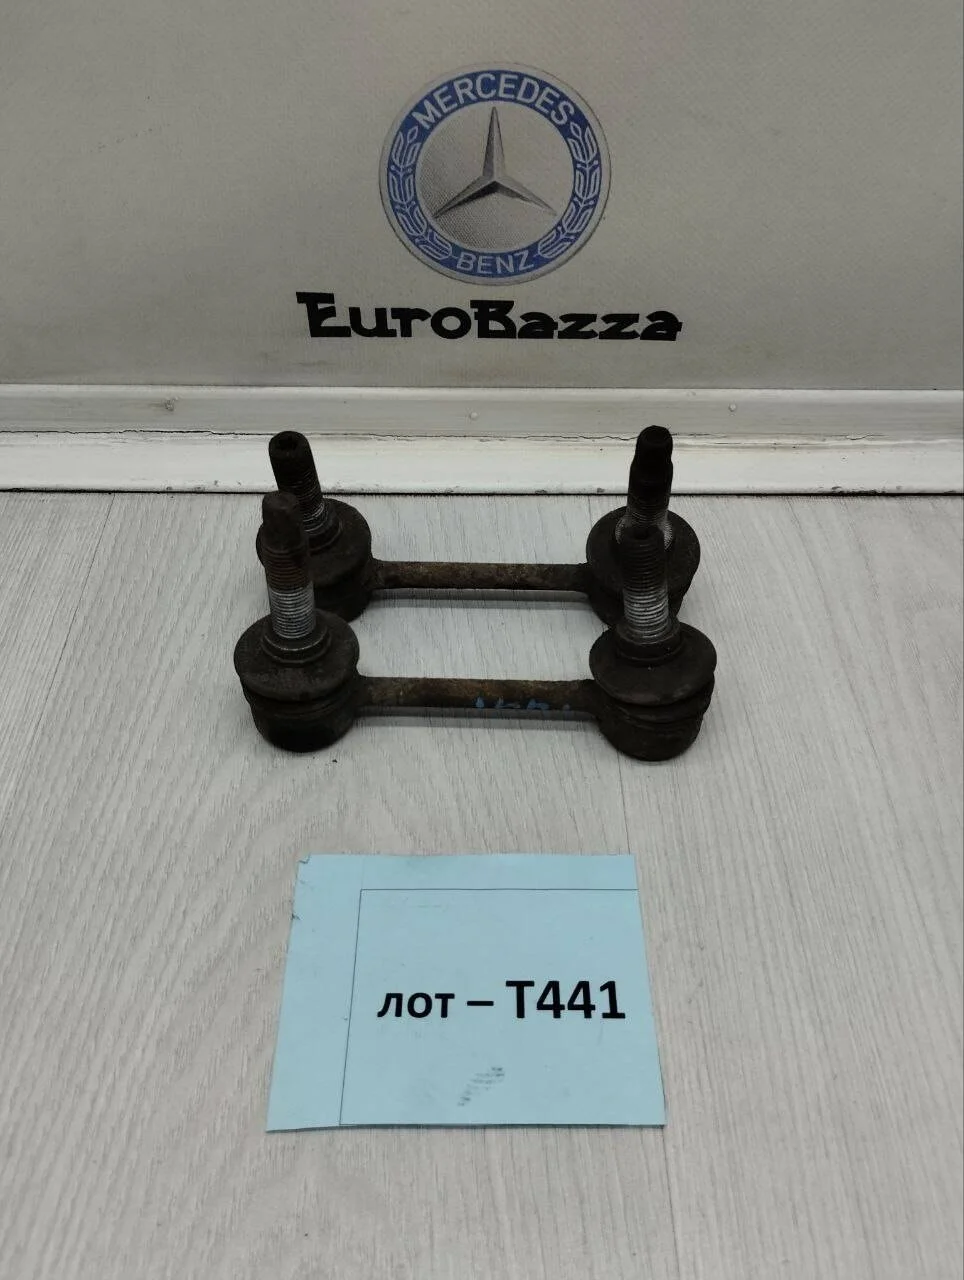 MERCEDES
BENZ
EuroBazza
лот – T441